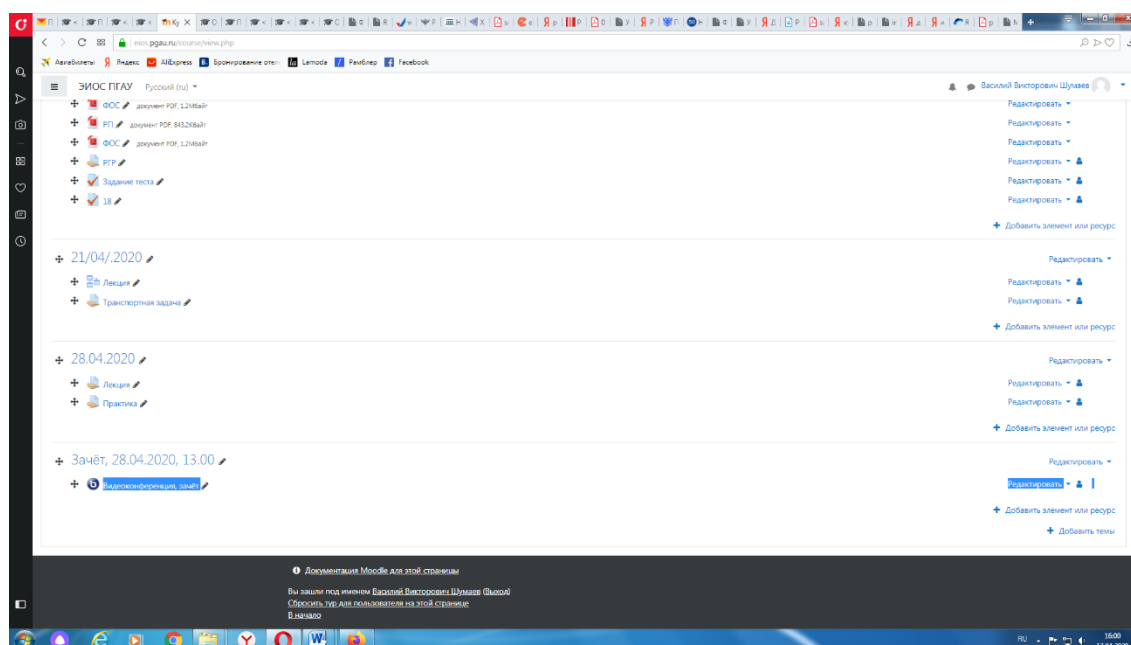 eios.pgau.ru/course/view.php
Авиабилеты Яндекс AliExpress Бронирование отел Lamoda Рамблер Facebook
ЭИОС ПГАУ Русский (ru) Василий Викторович Шумаев
ФОС документ PDF, 1.2Мбайт Редактировать
РП документ PDF, 843.2Кбайт Редактировать
ФОС документ PDF, 1.2Мбайт Редактировать
РГР Редактировать
Задание теста Редактировать
18 Редактировать
Добавить элемент или ресурс
21/04/.2020 Редактировать
Лекция Редактировать
Транспортная задача Редактировать
Добавить элемент или ресурс
28.04.2020 Редактировать
Лекция Редактировать
Практика Редактировать
Добавить элемент или ресурс
Зачёт, 28.04.2020, 13.00 Редактировать
Видеоконференция, зачёт Редактировать
Добавить элемент или ресурс
Добавить темы
Документация Moodle для этой страницы
Вы зашли под именем Василий Викторович Шумаев (Выход)
Сбросить тур для пользователя на этой странице
В начало
RU 16:00